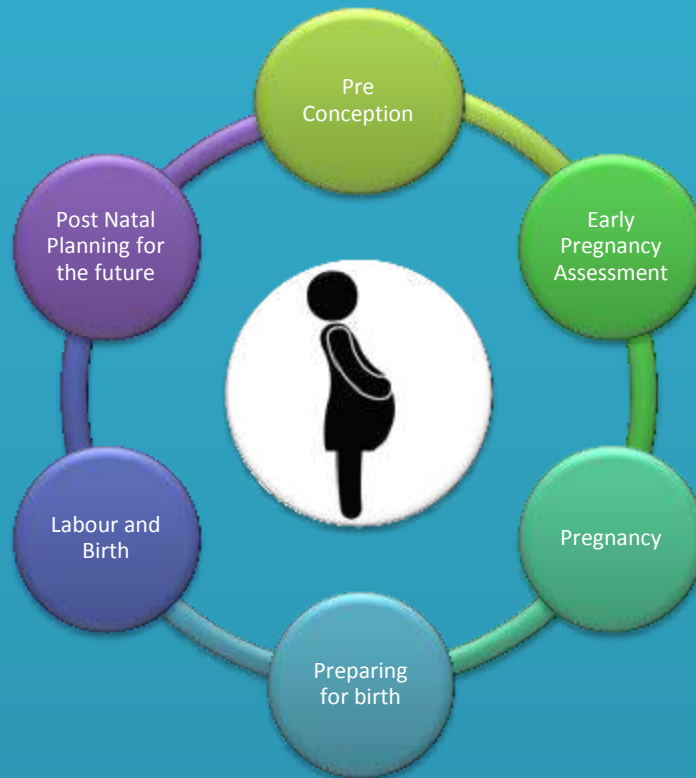 Pre
Conception
Early
Pregnancy
Assessment
Pregnancy
Preparing
for birth
Labour and
Birth
Post Natal
Planning for
the future